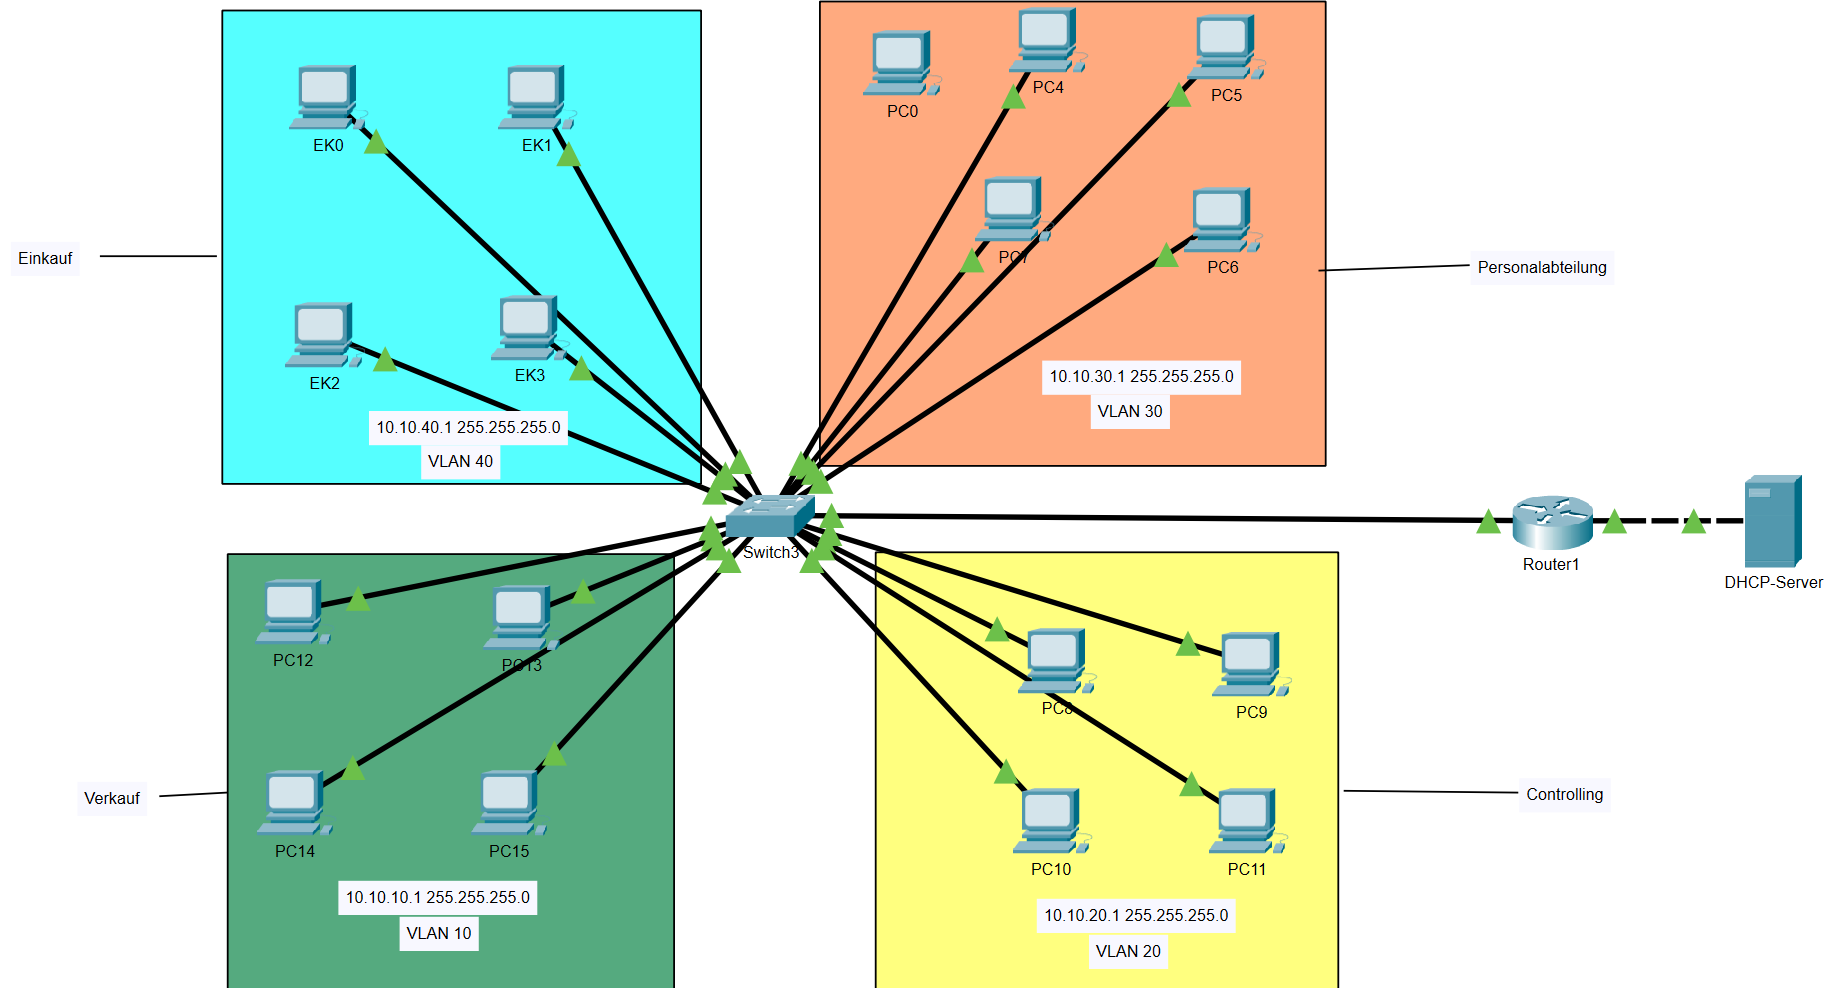 PC4
PC5
PC0
EK0
EK1
PC7
PC6
Einkauf
Personalabteilung
EK2
EK3
10.10.30.1 255.255.255.0
VLAN 30
10.10.40.1 255.255.255.0
VLAN 40
Switch3
Router1
DHCP-Server
PC12
PC13
PC8
PC9
Verkauf
Controlling
PC14
PC15
PC10
PC11
10.10.10.1 255.255.255.0
VLAN 10
10.10.20.1 255.255.255.0
VLAN 20